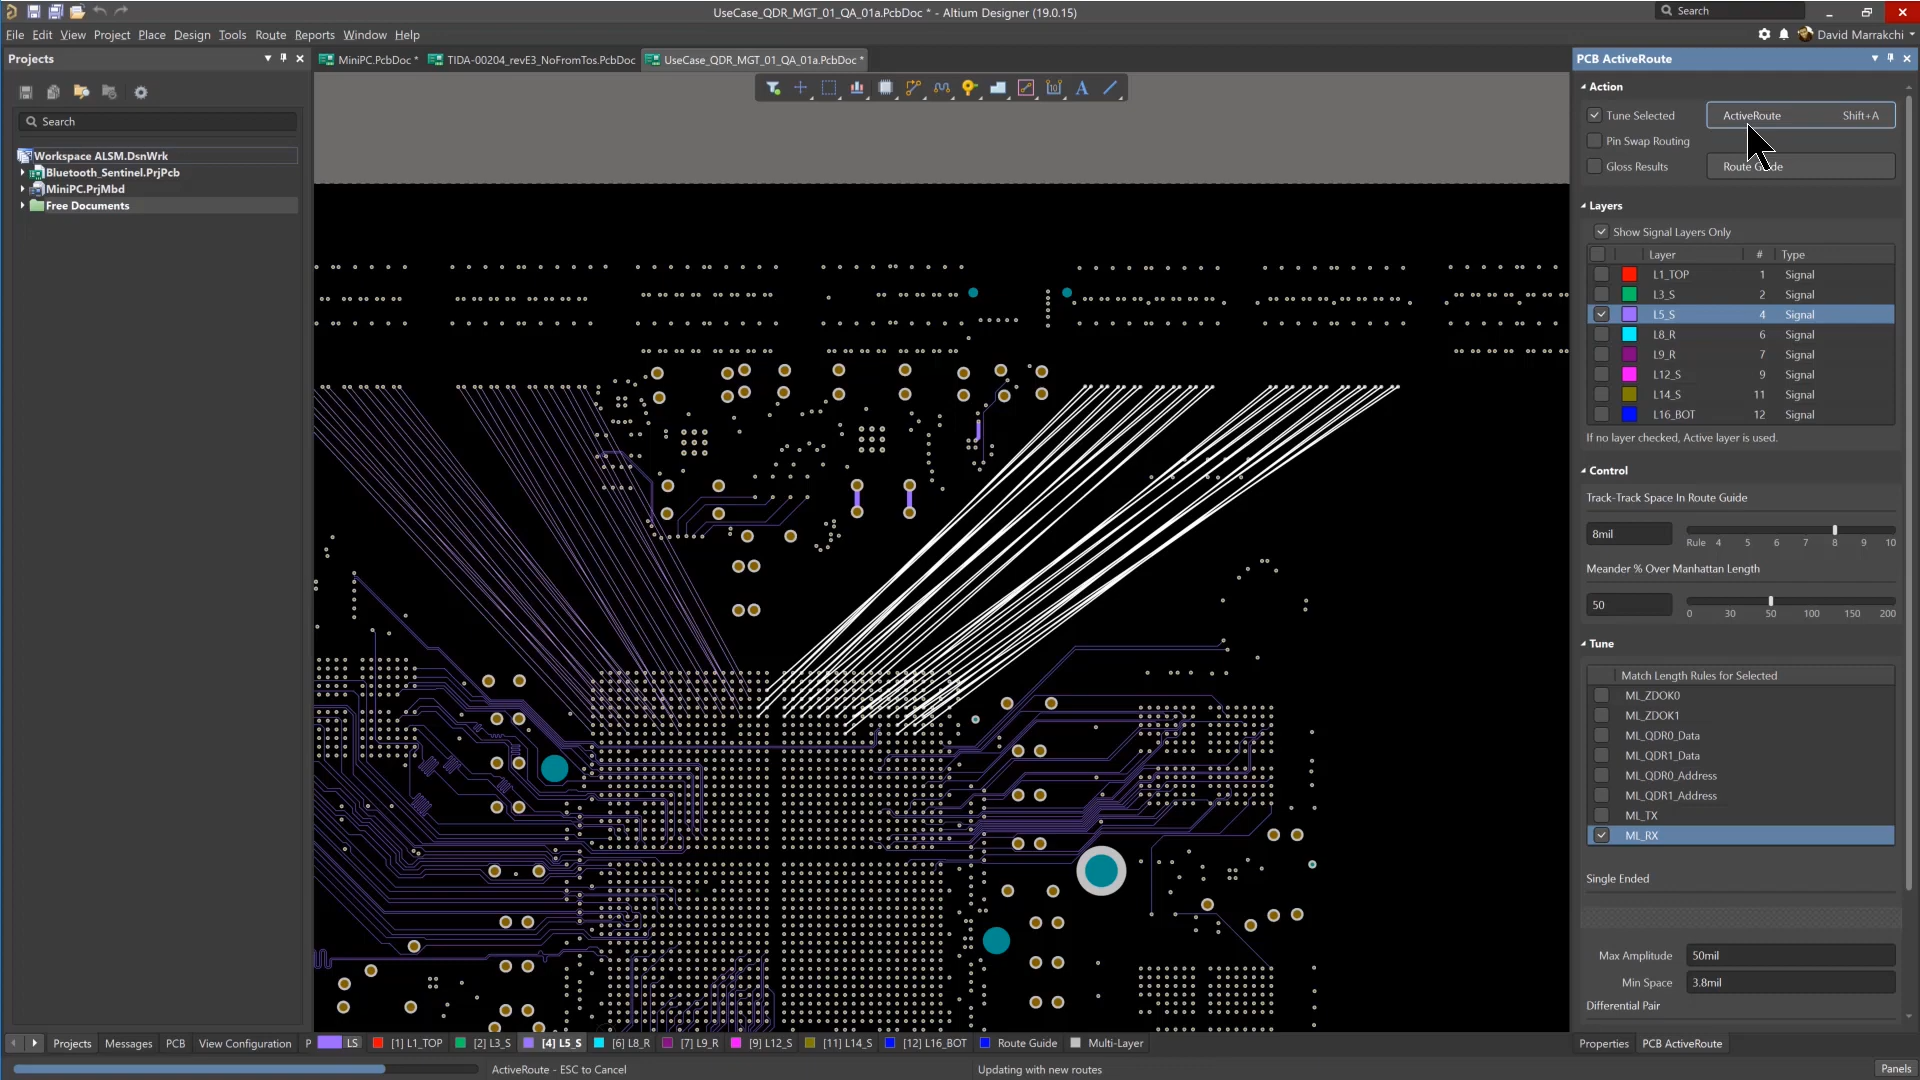 UseCase_QDR_MGT_01_QA_01a.PcbDoc * - Altium Designer (19.0.15)
Search
File Edit View Project Place Design Tools Route Reports Window Help
David Marrakchi
Projects
MiniPC.PcbDoc *
TIDA-00204_revE3_NoFromTos.PcbDoc
UseCase_QDR_MGT_01_QA_01a.PcbDoc *
Search
Workspace ALSM.DsnWrk
Bluetooth_Sentinel.PrjPcb
MiniPC.PrjMbd
Free Documents
PCB ActiveRoute
Action
Tune Selected
ActiveRoute Shift+A
Pin Swap Routing
Gloss Results
Layers
Show Signal Layers Only
Layer # Type
L1_TOP 1 Signal
L3_S 2 Signal
L5_S 4 Signal
L8_R 6 Signal
L9_R 7 Signal
L12_S 9 Signal
L14_S 11 Signal
L16_BOT 12 Signal
If no layer checked, Active layer is used.
Control
Track-Track Space In Route Guide
8mil
Rule 4 5 6 7 8 9 10
Meander % Over Manhattan Length
50
0 30 50 100 150 200
Tune
Match Length Rules for Selected
ML_ZDOK0
ML_ZDOK1
ML_QDR0_Data
ML_QDR1_Data
ML_QDR0_Address
ML_QDR1_Address
ML_TX
ML_RX
Single Ended
Max Amplitude 50mil
Min Space 3.8mil
Differential Pair
Projects Messages PCB View Configuration P
LS [1] L1_TOP [2] L3_S [4] L5_S [6] L8_R [7] L9_R [9] L12_S [11] L14_S [12] L16_BOT Route Guide Multi-Layer
Properties PCB ActiveRoute
ActiveRoute - ESC to Cancel
Updating with new routes
Panels